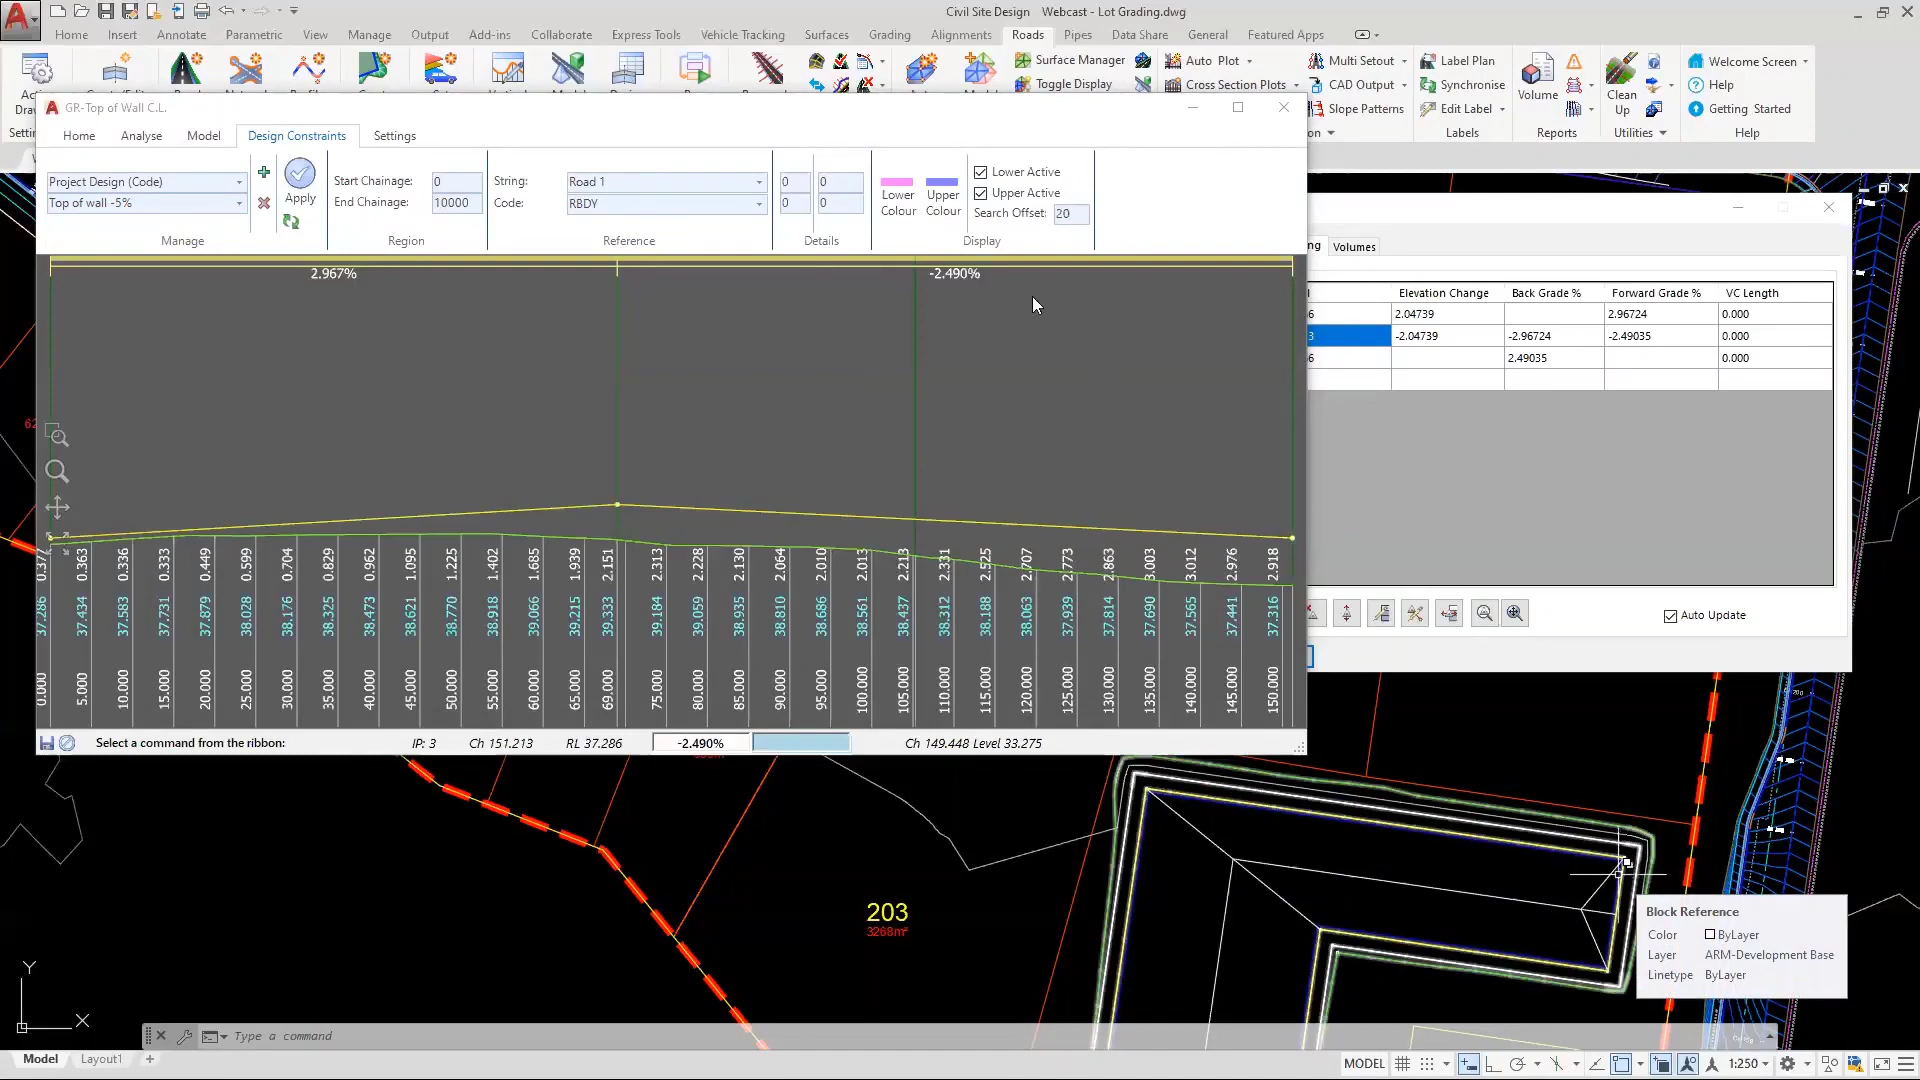 Civil Site Design Webcast - Lot Grading.dwg
Home Insert Annotate Parametric View Manage Output Add-ins Collaborate Express Tools Vehicle Tracking Surfaces Grading Alignments Roads Pipes Data Share General Featured Apps
Surface Manager Auto Plot Multi Setout Label Plan Welcome Screen
Toggle Display Cross Section Plots CAD Output Synchronise Help
Slope Patterns Edit Label Getting Started
Volume Clean Up
Labels Reports Utilities Help
GR-Top of Wall C.L.
Home Analyse Model Design Constraints Settings
Project Design (Code)
Top of wall -5%
Apply
Start Chainage: 0
End Chainage: 10000
String: Road 1
Code: RBDY
0 0
0 0
Lower Colour
Upper Colour
Lower Active
Upper Active
Search Offset: 20
Manage Region Reference Details Display
2.967% -2.490%
0.377 0.363 0.336 0.333 0.449 0.599 0.704 0.829 0.962 1.095 1.225 1.402 1.685 1.939 2.151 2.313 2.228 2.130 2.064 2.010 2.013 2.213 2.331 2.525 2.707 2.773 2.863 3.003 3.012 2.976 2.918
37.286 37.434 37.583 37.731 37.879 38.028 38.176 38.325 38.473 38.621 38.770 38.918 39.066 39.215 39.333 39.184 39.059 38.935 38.810 38.686 38.561 38.437 38.312 38.188 38.063 37.939 37.814 37.690 37.565 37.441 37.316
0.000 5.000 10.000 15.000 20.000 25.000 30.000 35.000 40.000 45.000 50.000 55.000 60.000 65.000 69.000 75.000 80.000 85.000 90.000 95.000 100.000 105.000 110.000 115.000 120.000 125.000 130.000 135.000 140.000 145.000 150.000
Select a command from the ribbon: IP: 3 Ch 151.213 RL 37.286 -2.490% Ch 149.448 Level 33.275
Volumes
Elevation Change Back Grade % Forward Grade % VC Length
6 2.04739 2.96724 0.000
3 -2.04739 -2.96724 -2.49035 0.000
6 2.49035 0.000
Auto Update
203
3268m²
Block Reference
Color ByLayer
Layer ARM-Development Base
Linetype ByLayer
Y
X
Type a command
Model Layout1 +
MODEL 1:250